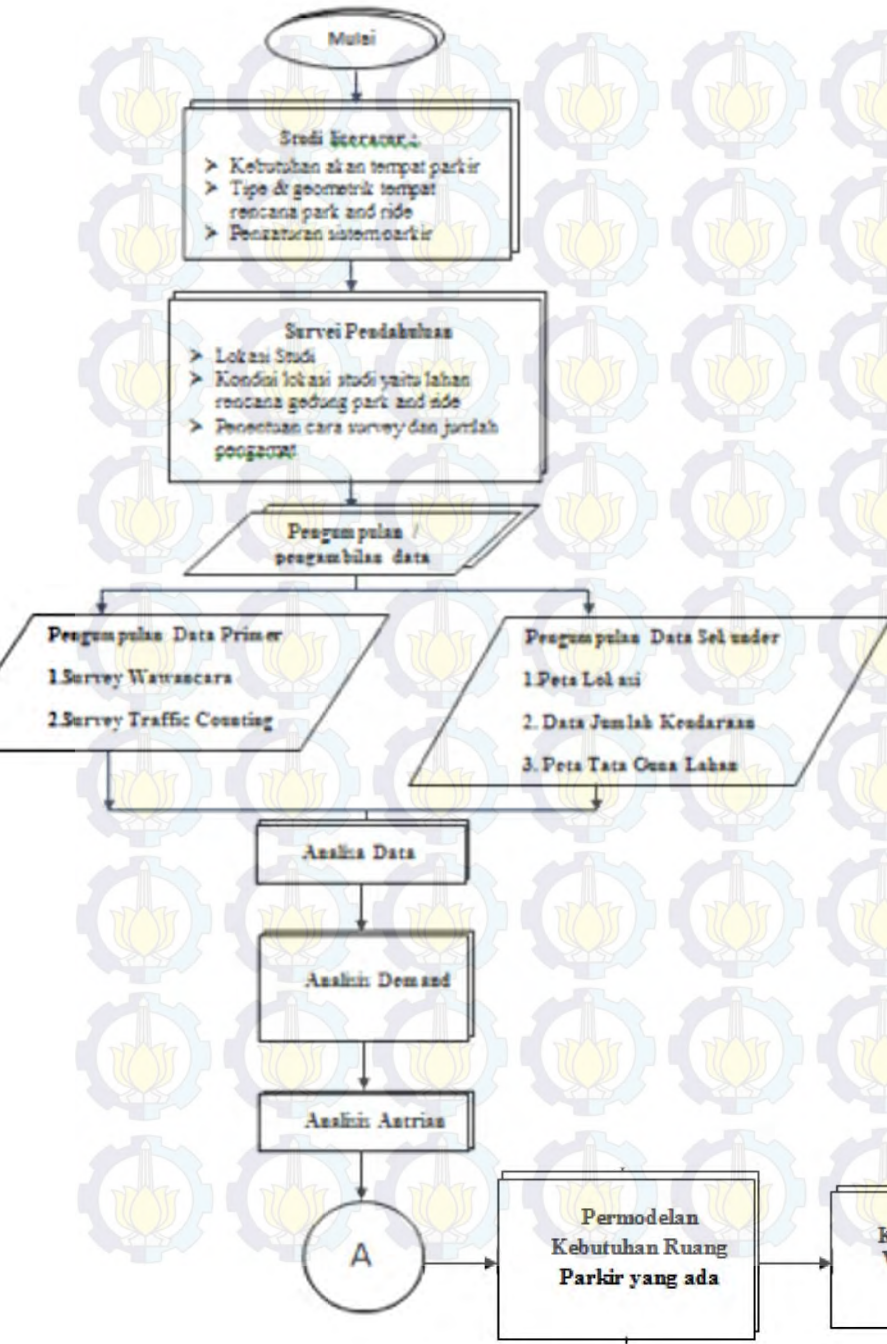 Mulai
Studi literatur :
➤ Kebutuhan akan tempat parkir
➤ Tipe & geometrik tempat
rencana park and ride
➤ Pengaturan sistem parkir
Survei Pendahuluan
➤ Lokasi Studi
➤ Kondisi lokasi studi yaitu lahan
rencana gedung park and ride
➤ Penentuan cara survey dan jumlah
pengamat
Pengumpulan /
pengambilan data
Pengumpulan Data Primer
1.Survey Wawancara
2.Survey Traffic Counting
Pengumpulan Data Sekunder
1.Peta Lokasi
2. Data Jumlah Kendaraan
3. Peta Tata Guna Lahan
Analisa Data
Analisis Demand
Analisis Antrian
A
Permodelan
Kebutuhan Ruang
Parkir yang ada